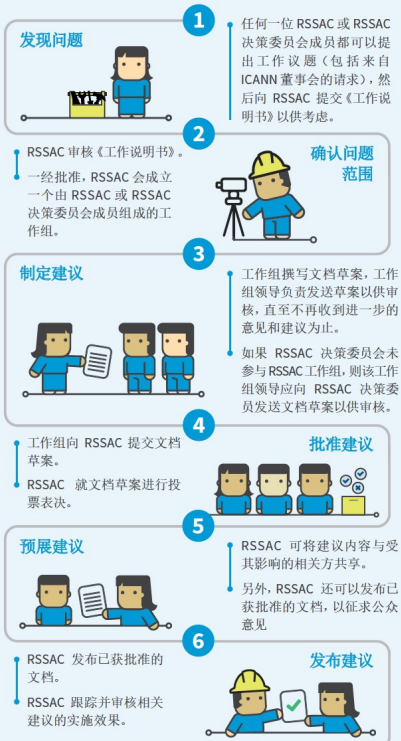 1
发现问题
任何一位 RSSAC 或 RSSAC
决策委员会成员都可以提
出工作议题（包括来自
ICANN 董事会的请求），然
后向 RSSAC 提交《工作说
明书》以供考虑。
2
RSSAC 审核《工作说明书》。
一经批准，RSSAC 会成立
一个由 RSSAC 或 RSSAC
决策委员会成员组成的工
作组。
确认问题
范围
3
制定建议
工作组撰写文档草案，工作
组领导负责发送草案以供审
核，直至不再收到进一步的
意见和建议为止。
如果 RSSAC 决策委员会未
参与 RSSAC 工作组，则该工作
组领导应向 RSSAC 决策委
员发送文档草案以供审核。
4
工作组向 RSSAC 提交文档
草案。
RSSAC 就文档草案进行投
票表决。
批准建议
5
预展建议
RSSAC 可将建议内容与受
其影响的相关方共享。
另外，RSSAC 还可以发布已
获批准的文档，以征求公众
意见
6
RSSAC 发布已获批准的
文档。
RSSAC 跟踪并审核相关
建议的实施效果。
发布建议